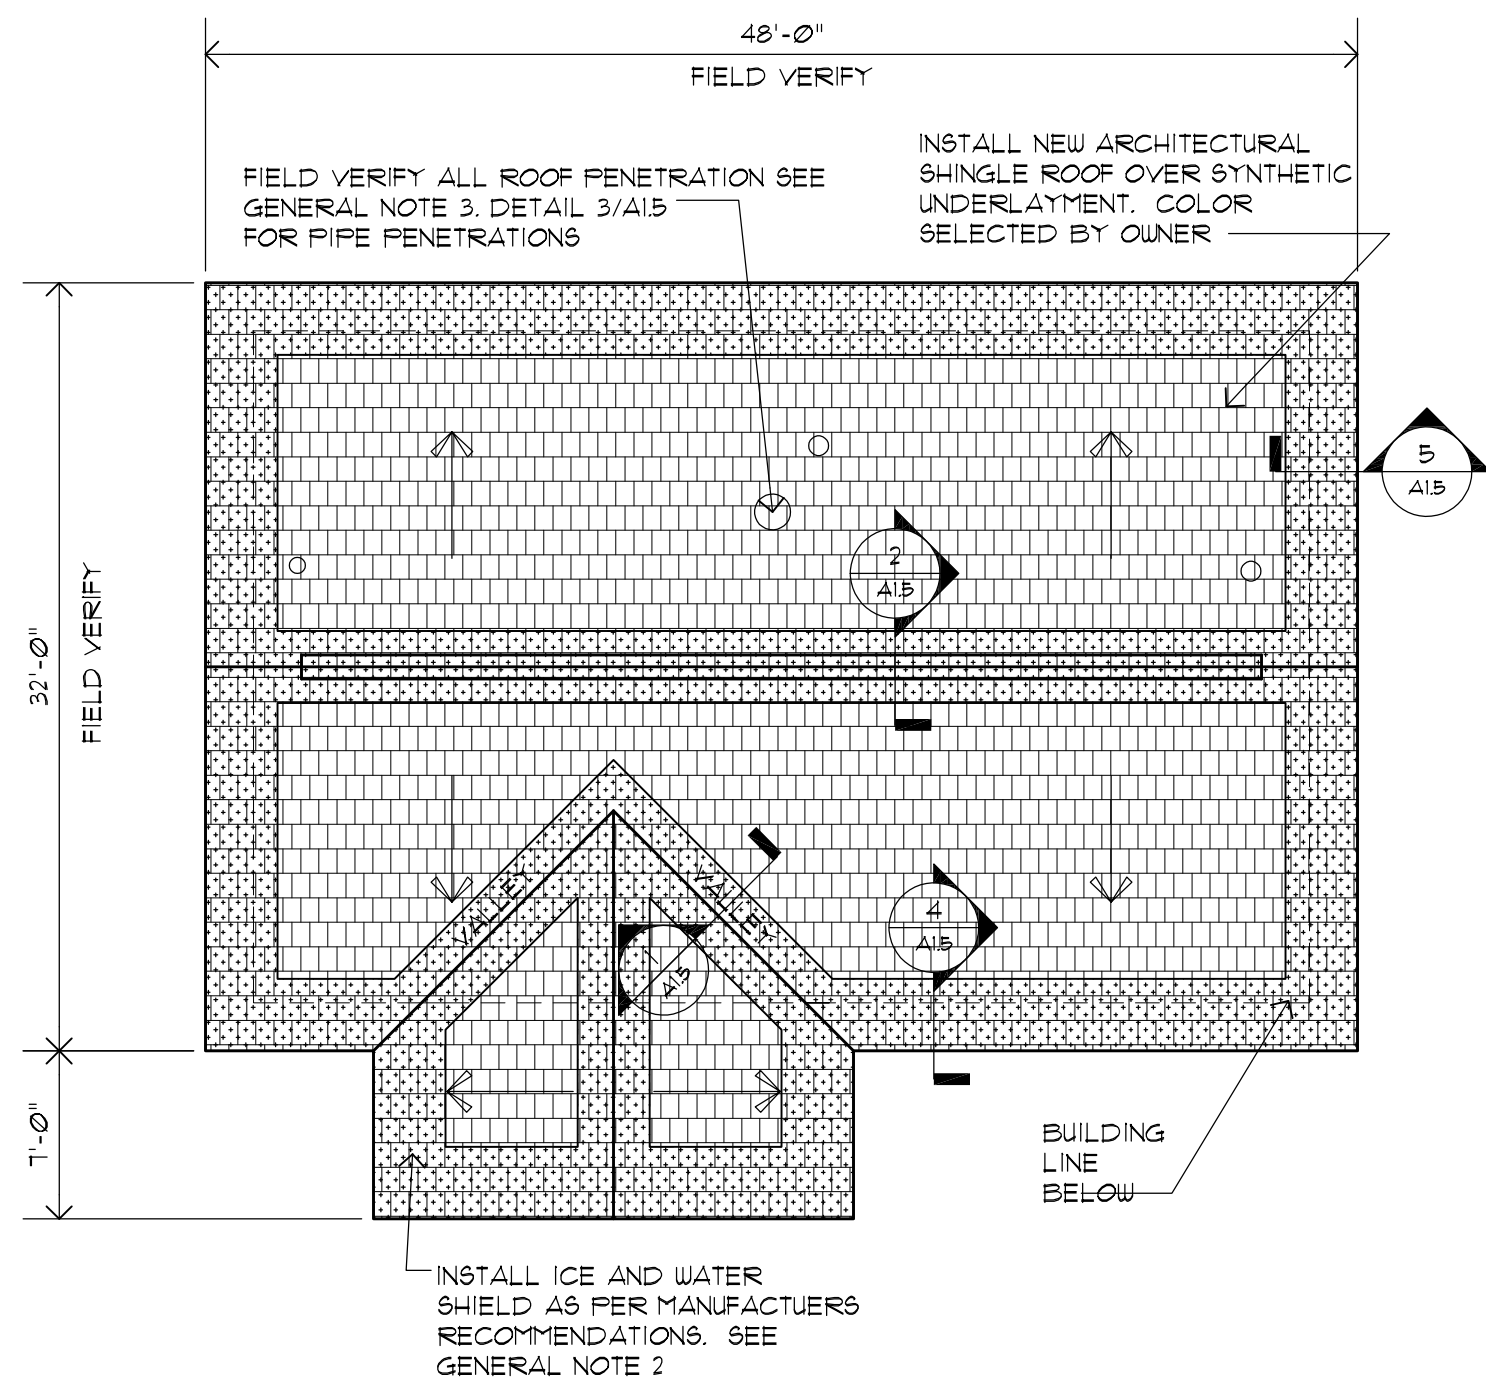 48'-0"
FIELD VERIFY
INSTALL NEW ARCHITECTURAL
SHINGLE ROOF OVER SYNTHETIC
UNDERLAYMENT. COLOR
SELECTED BY OWNER
FIELD VERIFY ALL ROOF PENETRATION SEE
GENERAL NOTE 3. DETAIL 3/A1.5
FOR PIPE PENETRATIONS
5
A1.5
2
A1.5
32'-0"
FIELD VERIFY
VALLEY
VALLEY
4
A1.5
1
A1.5
7'-0"
BUILDING
LINE
BELOW
INSTALL ICE AND WATER
SHIELD AS PER MANUFACTUERS
RECOMMENDATIONS. SEE
GENERAL NOTE 2